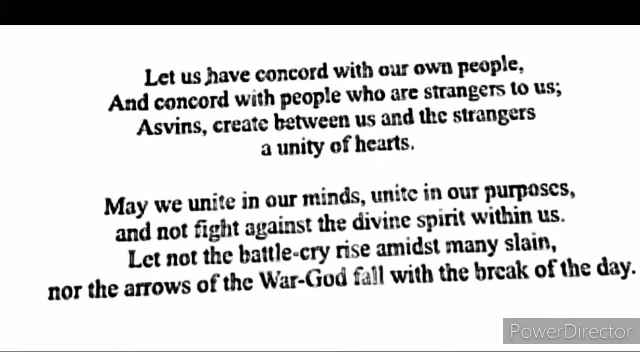 Let us have concord with our own people,
And concord with people who are strangers to us;
Asvins, create between us and the strangers
a unity of hearts.
May we unite in our minds, unite in our purposes,
and not fight against the divine spirit within us.
Let not the battle-cry rise amidst many slain,
nor the arrows of the War-God fall with the break of the day.
PowerDirector